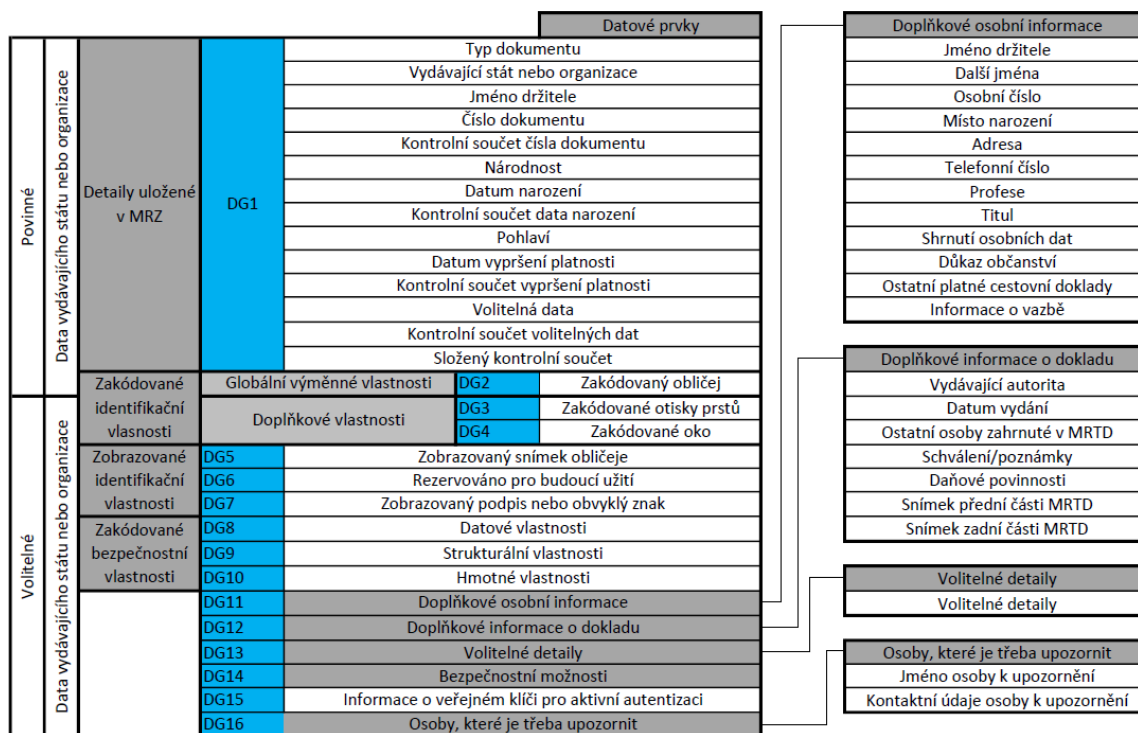 Datové prvky
Povinné
Data vydávajícího státu nebo organizace
Detaily uložené
v MRZ
DG1
Typ dokumentu
Vydávající stát nebo organizace
Jméno držitele
Číslo dokumentu
Kontrolní součet čísla dokumentu
Národnost
Datum narození
Kontrolní součet data narození
Pohlaví
Datum vypršení platnosti
Kontrolní součet vypršení platnosti
Volitelná data
Kontrolní součet volitelných dat
Složený kontrolní součet
Zakódované
identifikační
vlasnosti
Globální výměnné vlastnosti
DG2
Zakódovaný obličej
Volitelné
Data vydávajícího státu nebo organizace
Doplňkové vlastnosti
DG3
Zakódované otisky prstů
DG4
Zakódované oko
Zobrazované
identifikační
vlastnosti
DG5
Zobrazovaný snímek obličeje
DG6
Rezervováno pro budoucí užití
DG7
Zobrazovaný podpis nebo obvyklý znak
Zakódované
bezpečnostní
vlastnosti
DG8
Datové vlastnosti
DG9
Strukturální vlastnosti
DG10
Hmotné vlastnosti
DG11
Doplňkové osobní informace
DG12
Doplňkové informace o dokladu
DG13
Volitelné detaily
DG14
Bezpečnostní možnosti
DG15
Informace o veřejném klíči pro aktivní autentizaci
DG16
Osoby, které je třeba upozornit
Doplňkové osobní informace
Jméno držitele
Další jména
Osobní číslo
Místo narození
Adresa
Telefonní číslo
Profese
Titul
Shrnutí osobních dat
Důkaz občanství
Ostatní platné cestovní doklady
Informace o vazbě
Doplňkové informace o dokladu
Vydávající autorita
Datum vydání
Ostatní osoby zahrnuté v MRTD
Schválení/poznámky
Daňové povinnosti
Snímek přední části MRTD
Snímek zadní části MRTD
Volitelné detaily
Volitelné detaily
Osoby, které je třeba upozornit
Jméno osoby k upozornění
Kontaktní údaje osoby k upozornění